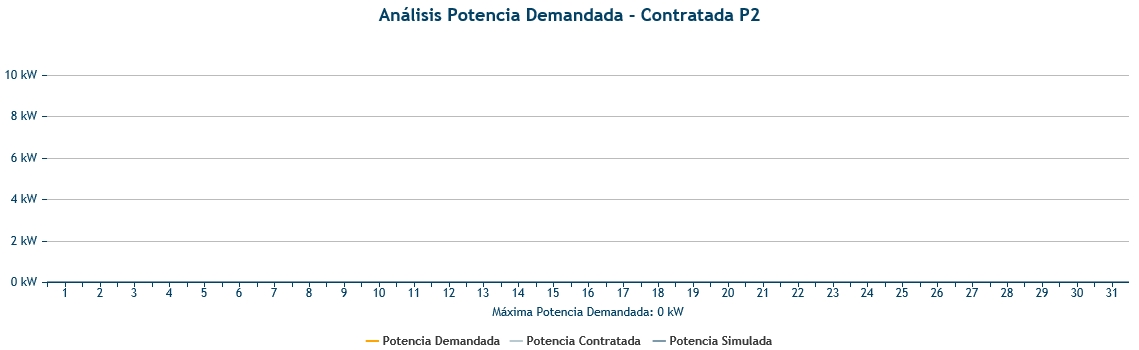 Análisis Potencia Demandada - Contratada P2
10 kW
8 kW
6 kW
4 kW
2 kW
0 kW
1 2 3 4 5 6 7 8 9 10 11 12 13 14 15 16 17 18 19 20 21 22 23 24 25 26 27 28 29 30 31
Máxima Potencia Demandada: 0 kW
Potencia Demandada Potencia Contratada Potencia Simulada